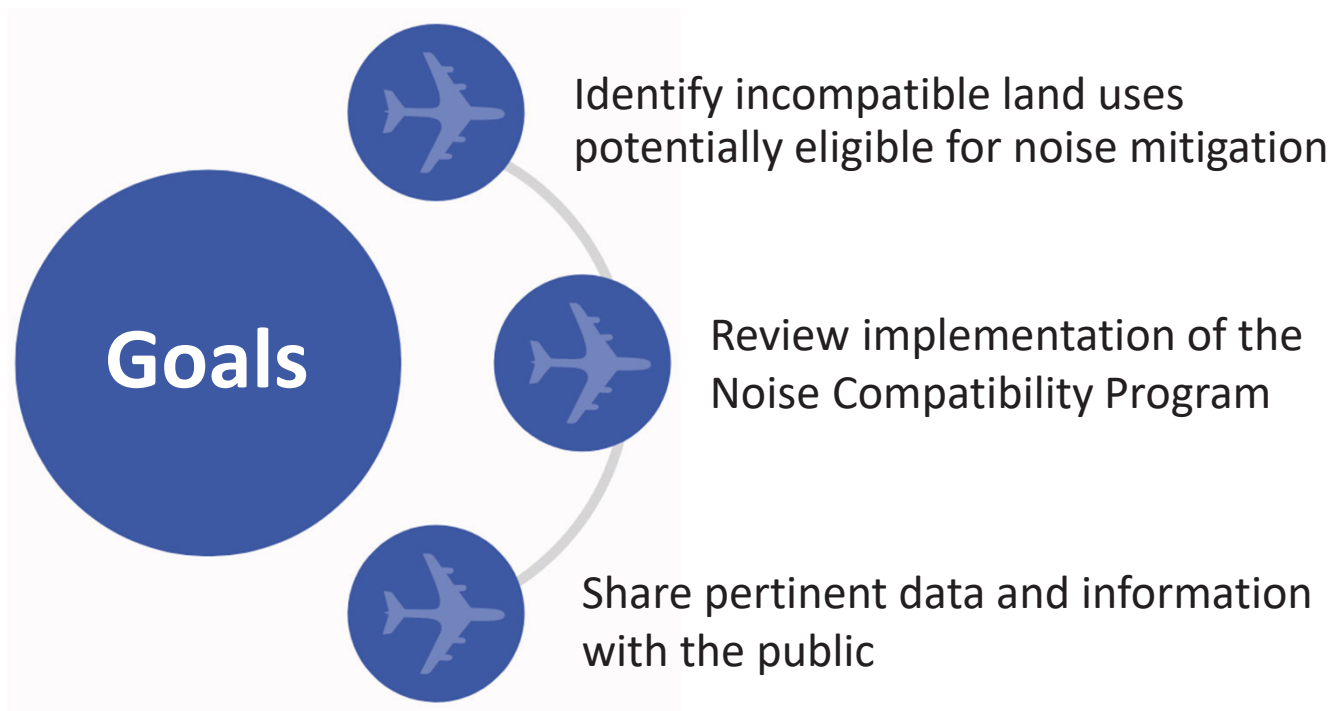 Goals
Identify incompatible land uses
potentially eligible for noise mitigation
Review implementation of the
Noise Compatibility Program
Share pertinent data and information
with the public